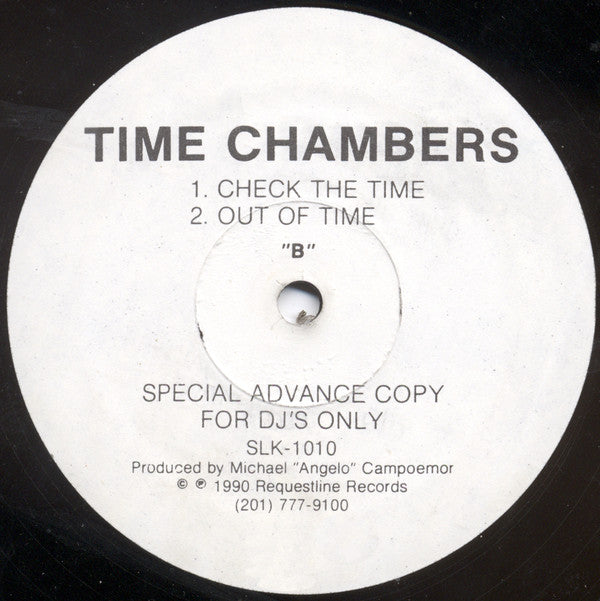 TIME CHAMBERS
1. CHECK THE TIME
2. OUT OF TIME
"B"
SPECIAL ADVANCE COPY
FOR DJ'S ONLY
SLK-1010
Produced by Michael "Angelo" Campoemor
© ℗ 1990 Requestline Records
(201) 777-9100